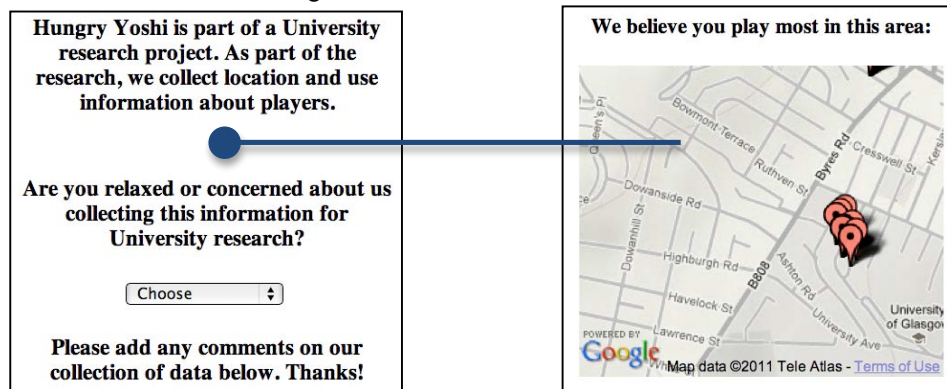 Hungry Yoshi is part of a University
research project. As part of the
research, we collect location and use
information about players.
Are you relaxed or concerned about us
collecting this information for
University research?
Choose
Please add any comments on our
collection of data below. Thanks!
We believe you play most in this area:
Bowmont Terrace
Ruthven St
Byres Rd
Cresswell St
Dowanside Rd
Dowanhill St
Highburgh Rd
B808
Ashton Rd
Havelock St
University
of Glasgow
Lawrence St
University Ave
POWERED BY
Google
Map data ©2011 Tele Atlas - Terms of Use